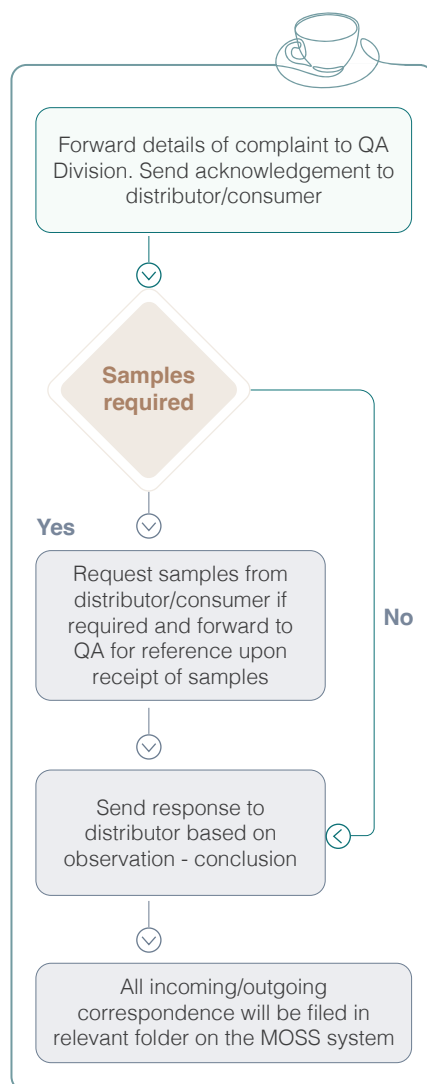 Forward details of complaint to QA
Division. Send acknowledgement to
distributor/consumer
Samples
required
Yes
Request samples from
distributor/consumer if
required and forward to
QA for reference upon
receipt of samples
No
Send response to
distributor based on
observation - conclusion
All incoming/outgoing
correspondence will be filed in
relevant folder on the MOSS system